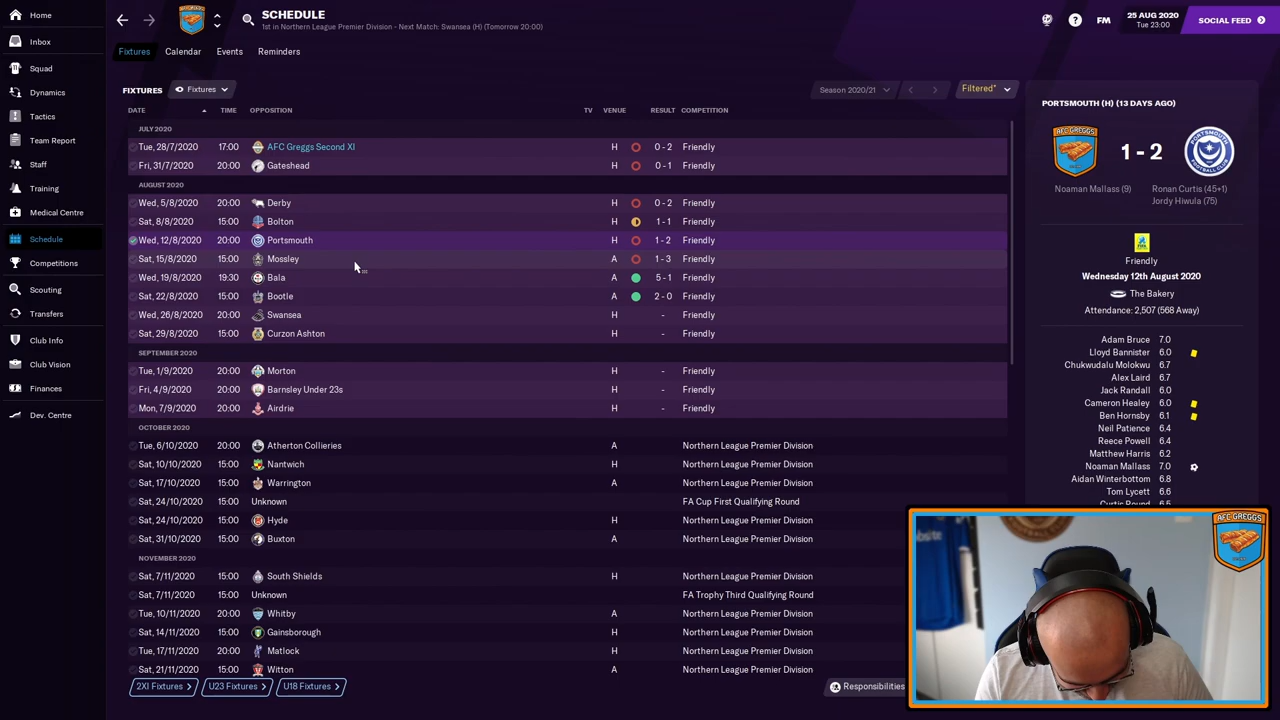 Home
Inbox
Squad
Dynamics
Tactics
Team Report
Staff
Training
Medical Centre
Schedule
Competitions
Scouting
Transfers
Club Info
Club Vision
Finances
Dev. Centre
SCHEDULE
1st in Northern League Premier Division - Next Match: Swansea (H) (Tomorrow 20:00)
FM
25 AUG 2020
Tue 23:00
SOCIAL FEED
Fixtures Calendar Events Reminders
FIXTURES Fixtures Season 2020/21 Filtered*
DATE TIME OPPOSITION TV VENUE RESULT COMPETITION
JULY 2020
Tue, 28/7/2020 17:00 AFC Greggs Second XI H 0 - 2 Friendly
Fri, 31/7/2020 20:00 Gateshead H 0 - 1 Friendly
AUGUST 2020
Wed, 5/8/2020 20:00 Derby H 0 - 2 Friendly
Sat, 8/8/2020 15:00 Bolton H 1 - 1 Friendly
Wed, 12/8/2020 20:00 Portsmouth H 1 - 2 Friendly
Sat, 15/8/2020 15:00 Mossley A 1 - 3 Friendly
Wed, 19/8/2020 19:30 Bala A 5 - 1 Friendly
Sat, 22/8/2020 15:00 Bootle A 2 - 0 Friendly
Wed, 26/8/2020 20:00 Swansea H - Friendly
Sat, 29/8/2020 15:00 Curzon Ashton H - Friendly
SEPTEMBER 2020
Tue, 1/9/2020 20:00 Morton H - Friendly
Fri, 4/9/2020 20:00 Barnsley Under 23s H - Friendly
Mon, 7/9/2020 20:00 Airdrie H - Friendly
OCTOBER 2020
Tue, 6/10/2020 20:00 Atherton Collieries A Northern League Premier Division
Sat, 10/10/2020 15:00 Nantwich H Northern League Premier Division
Sat, 17/10/2020 15:00 Warrington A Northern League Premier Division
Sat, 24/10/2020 15:00 Unknown FA Cup First Qualifying Round
Sat, 24/10/2020 15:00 Hyde H Northern League Premier Division
Sat, 31/10/2020 15:00 Buxton A Northern League Premier Division
NOVEMBER 2020
Sat, 7/11/2020 15:00 South Shields H Northern League Premier Division
Sat, 7/11/2020 15:00 Unknown FA Trophy Third Qualifying Round
Tue, 10/11/2020 20:00 Whitby A Northern League Premier Division
Sat, 14/11/2020 15:00 Gainsborough H Northern League Premier Division
Tue, 17/11/2020 20:00 Matlock H Northern League Premier Division
Sat, 21/11/2020 15:00 Witton A Northern League Premier Division
2XI Fixtures U23 Fixtures U18 Fixtures Responsibilities
PORTSMOUTH (H) (13 DAYS AGO)
AFC GREGGS
1 - 2
Noaman Mallass (9) Ronan Curtis (45+1)
Jordy Hiwula (75)
Friendly
Wednesday 12th August 2020
The Bakery
Attendance: 2,507 (568 Away)
Adam Bruce 7.0
Lloyd Bannister 6.0
Chukwudalu Molokwu 6.7
Alex Laird 6.7
Jack Randall 6.0
Cameron Healey 6.0
Ben Hornsby 6.1
Neil Patience 6.4
Reece Powell 6.4
Matthew Harris 6.2
Noaman Mallass 7.0
Aidan Winterbottom 6.8
Tom Lycett 6.6
AFC GREGGS